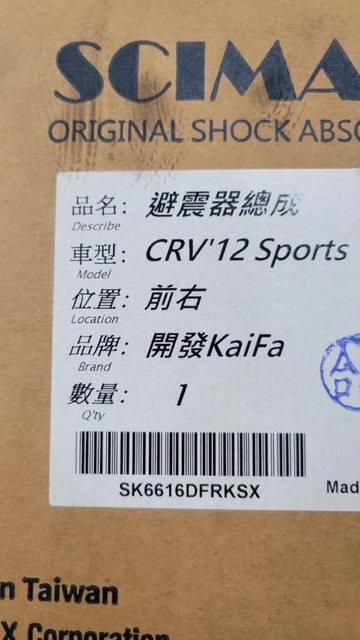 SCIMA
ORIGINAL SHOCK ABSO
品名: 避震器總成
Describe
車型: CRV'12 Sports
Model
位置: 前右
Location
品牌: 開發KaiFa
Brand
數量: 1
Q'ty
SK6616DFRKSX
Mad
n Taiwan
X Corporation